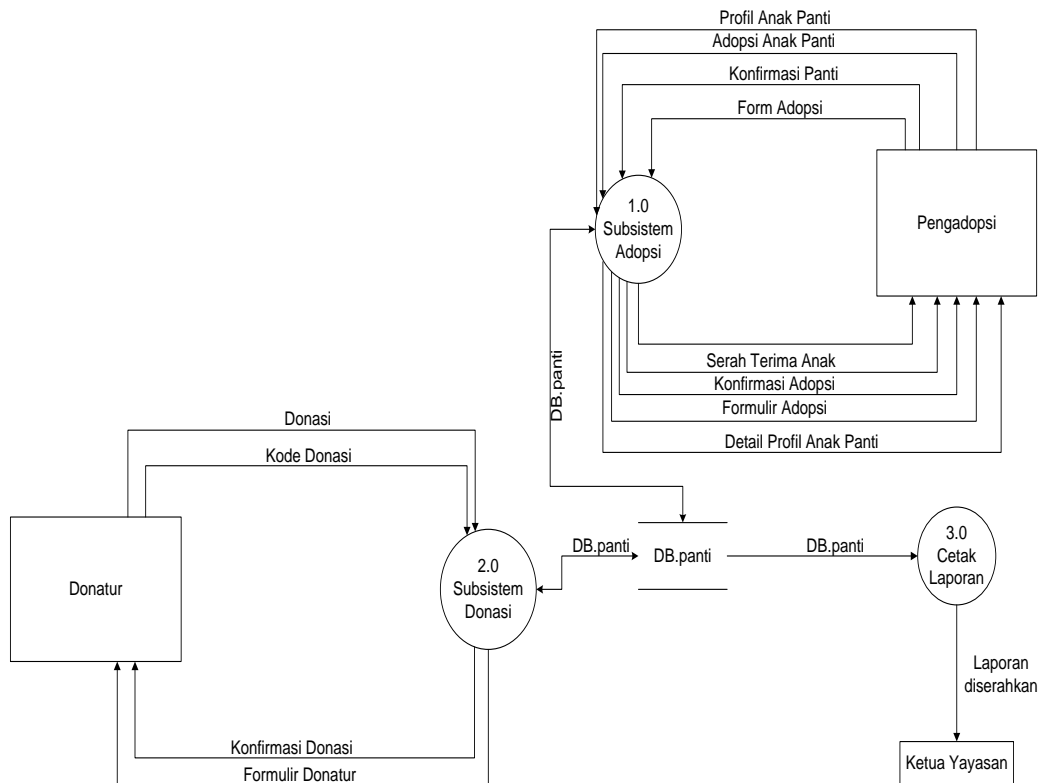 Profil Anak Panti
Adopsi Anak Panti
Konfirmasi Panti
Form Adopsi
1.0
Subsistem
Adopsi
Pengadopsi
DB.panti
Serah Terima Anak
Konfirmasi Adopsi
Formulir Adopsi
Detail Profil Anak Panti
Donasi
Kode Donasi
Donatur
2.0
Subsistem
Donasi
DB.panti
DB.panti
DB.panti
3.0
Cetak
Laporan
Laporan
diserahkan
Konfirmasi Donasi
Formulir Donatur
Ketua Yayasan